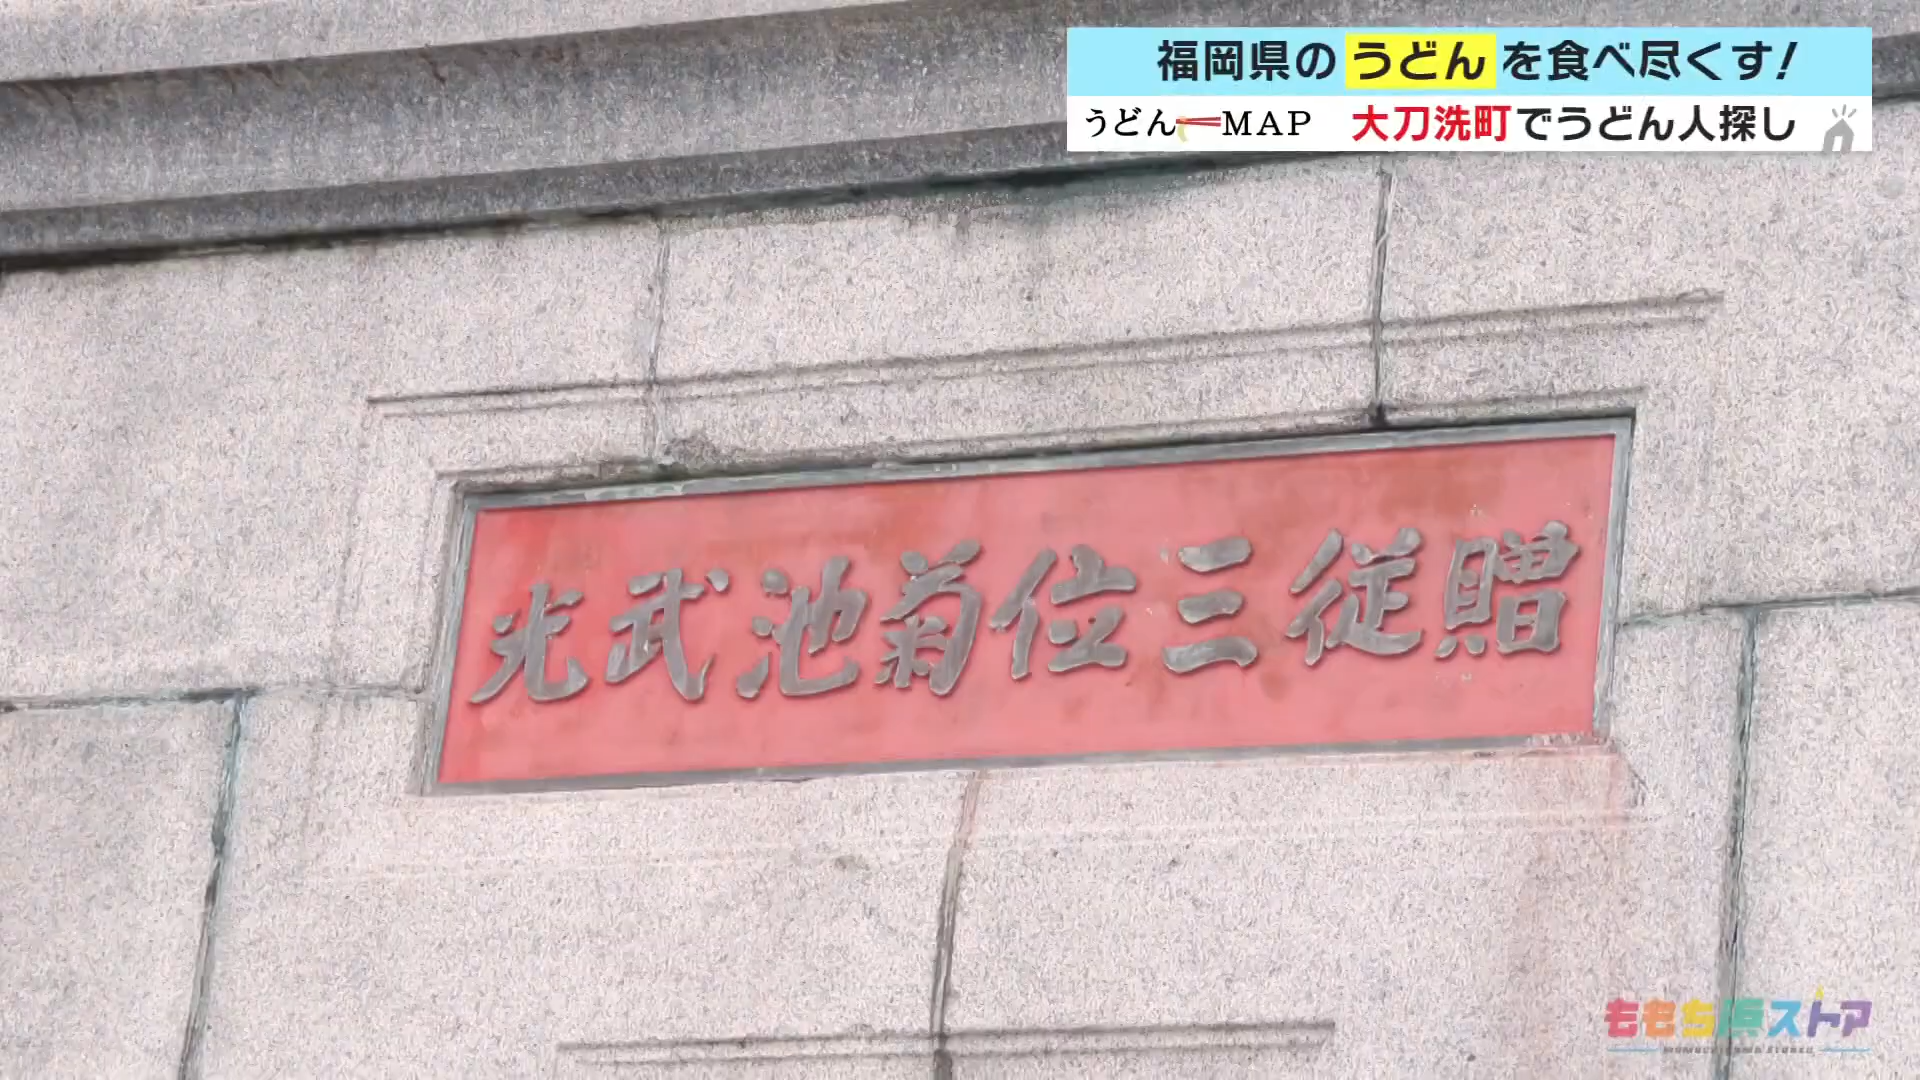 福岡県のうどんを食べ尽くす!
うどんMAP 大刀洗町でうどん人探し
贈従三位菊池武光
ももち浜ストア
MOMOCHIHAMA STORE